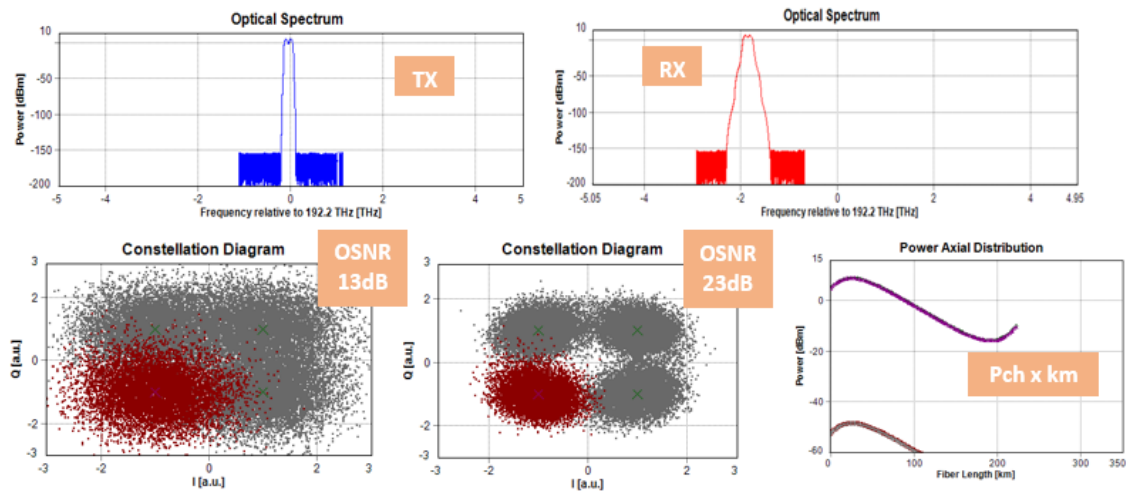 Optical Spectrum
10
-50
-100
-150
-200
Power [dBm]
-5 -4 -2 0 2 4 5
Frequency relative to 192.2 THz [THz]
TX
Optical Spectrum
10
-50
-100
-150
-200
Power [dBm]
-5.05 -4 -2 0 2 4 4.95
Frequency relative to 192.2 THz [THz]
RX
Constellation Diagram
OSNR
13dB
3
2
0
-2
-3
Q [a.u.]
-3 -2 0 2 3
I [a.u.]
Constellation Diagram
OSNR
23dB
3
2
0
-2
-3
Q [a.u.]
-3 -2 0 2 3
I [a.u.]
Power Axial Distribution
15
0
-20
-40
-60
Power [dBm]
0 100 200 300 350
Fiber Length [km]
Pch x km